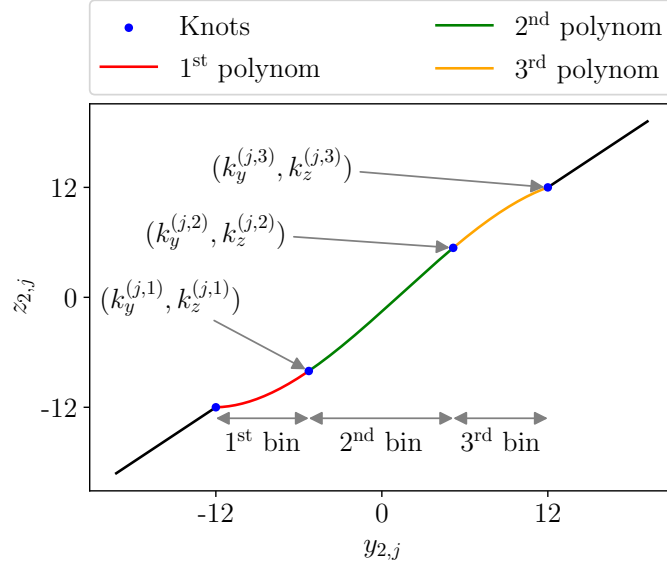 Knots
1st polynom
2nd polynom
3rd polynom
(k_y^(j,3), k_z^(j,3))
(k_y^(j,2), k_z^(j,2))
(k_y^(j,1), k_z^(j,1))
12
0
-12
z_2,j
1st bin
2nd bin
3rd bin
-12
0
12
y_2,j